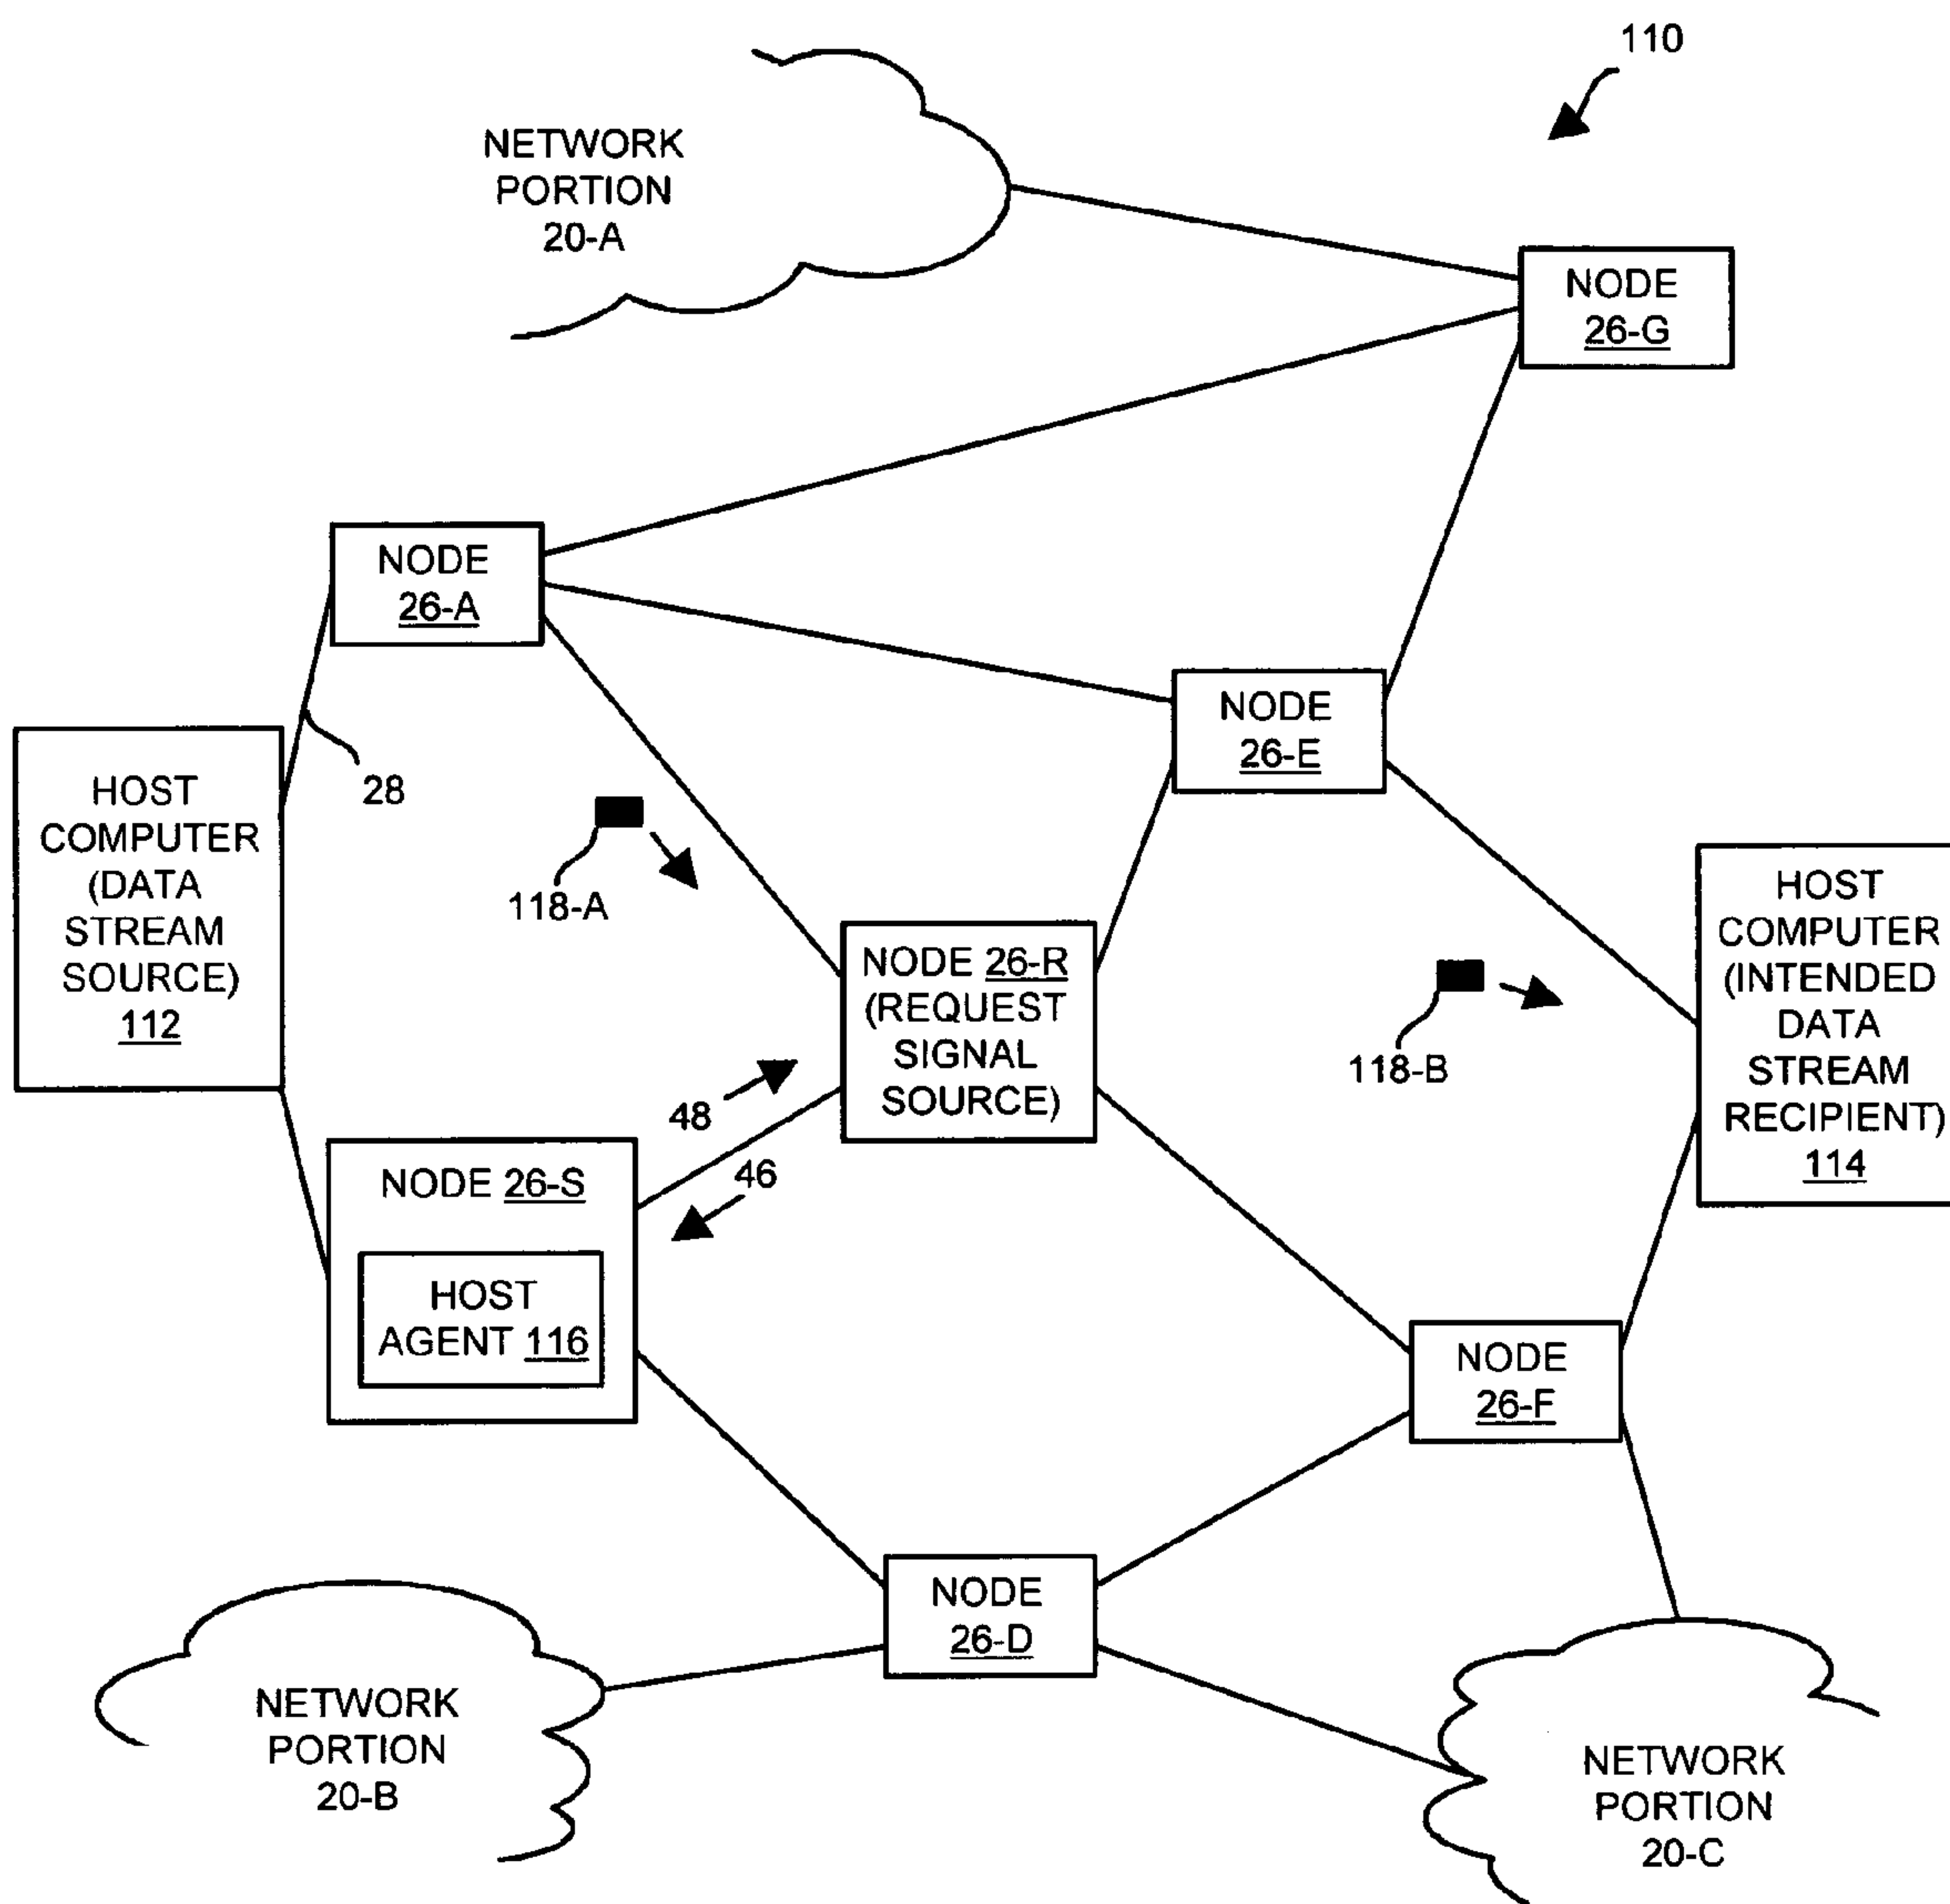 110
NETWORK
PORTION
20-A
NODE
26-G
NODE
26-A
NODE
26-E
28
HOST
COMPUTER
(DATA
STREAM
SOURCE)
112
118-A
HOST
COMPUTER
(INTENDED
DATA
STREAM
RECIPIENT)
114
NODE 26-R
(REQUEST
SIGNAL
SOURCE)
118-B
48
46
NODE 26-S
HOST
AGENT 116
NODE
26-F
NODE
26-D
NETWORK
PORTION
20-B
NETWORK
PORTION
20-C